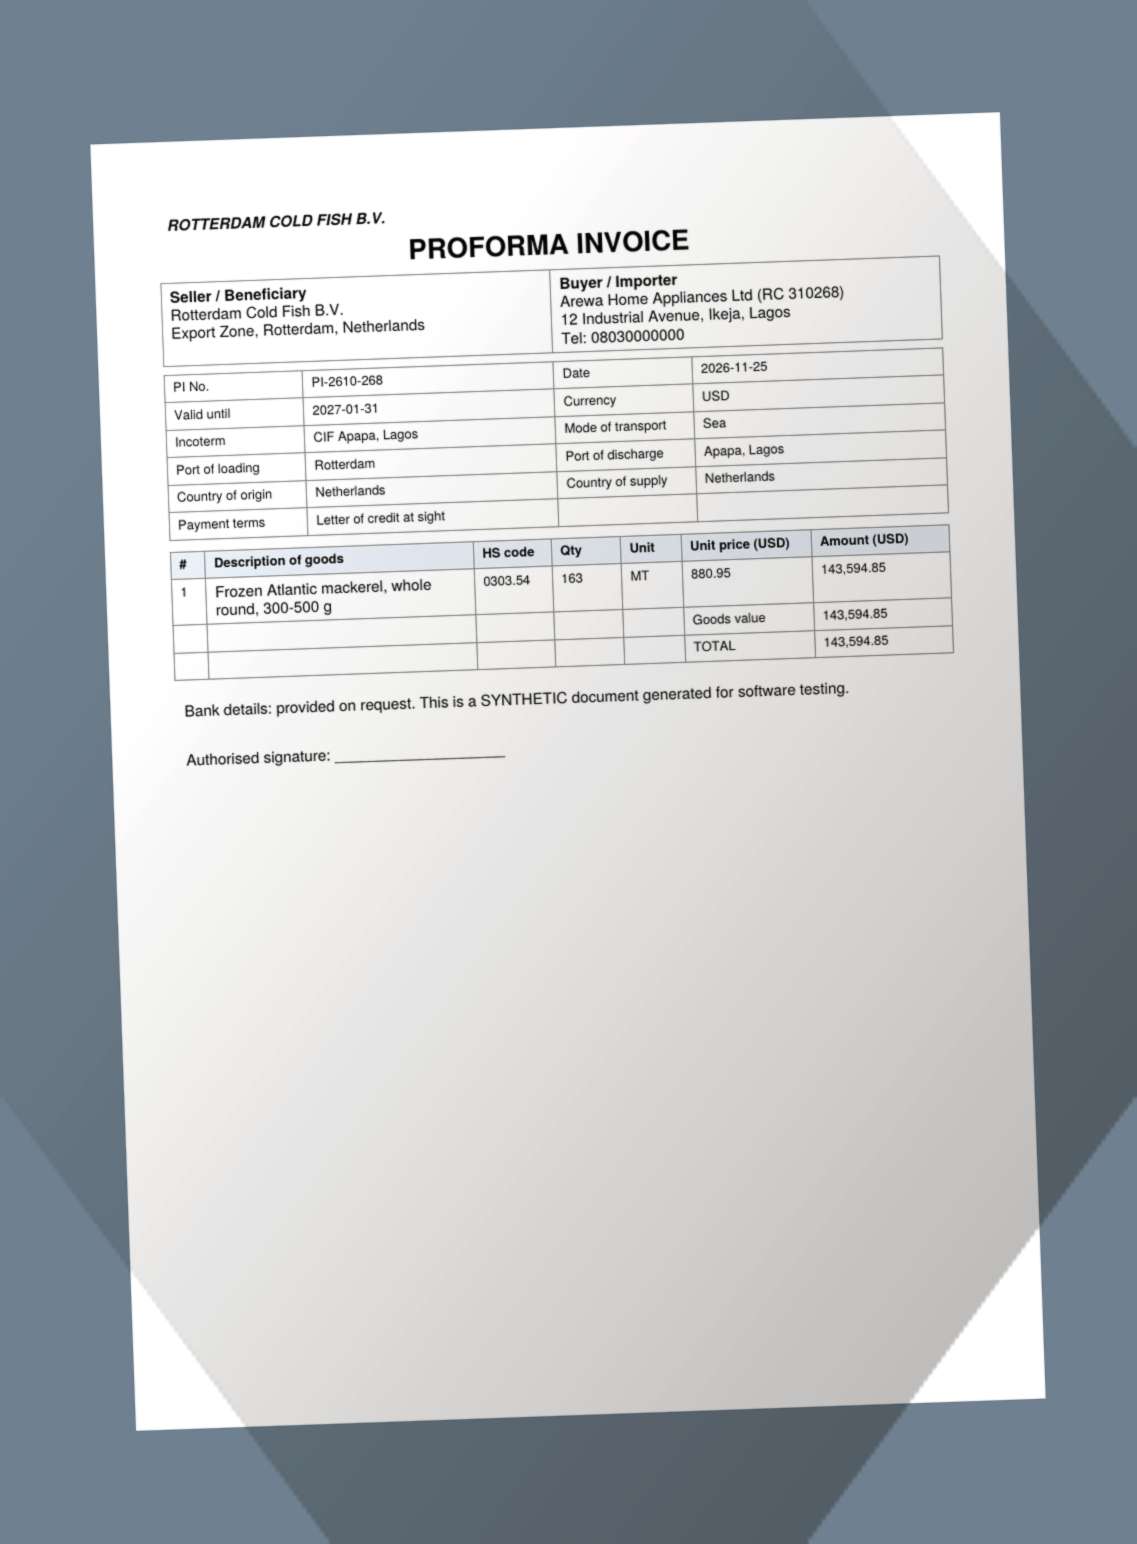 ROTTERDAM COLD FISH B.V.
PROFORMA INVOICE
Seller / Beneficiary
Rotterdam Cold Fish B.V.
Export Zone, Rotterdam, Netherlands
Buyer / Importer
Arewa Home Appliances Ltd (RC 310268)
12 Industrial Avenue, Ikeja, Lagos
Tel: 08030000000
PI No. PI-2610-268 Date 2026-11-25
Valid until 2027-01-31 Currency USD
Incoterm CIF Apapa, Lagos Mode of transport Sea
Port of loading Rotterdam Port of discharge Apapa, Lagos
Country of origin Netherlands Country of supply Netherlands
Payment terms Letter of credit at sight
# Description of goods HS code Qty Unit Unit price (USD) Amount (USD)
1 Frozen Atlantic mackerel, whole 0303.54 163 MT 880.95 143,594.85
round, 300-500 g
Goods value 143,594.85
TOTAL 143,594.85
Bank details: provided on request. This is a SYNTHETIC document generated for software testing.
Authorised signature: ____________________